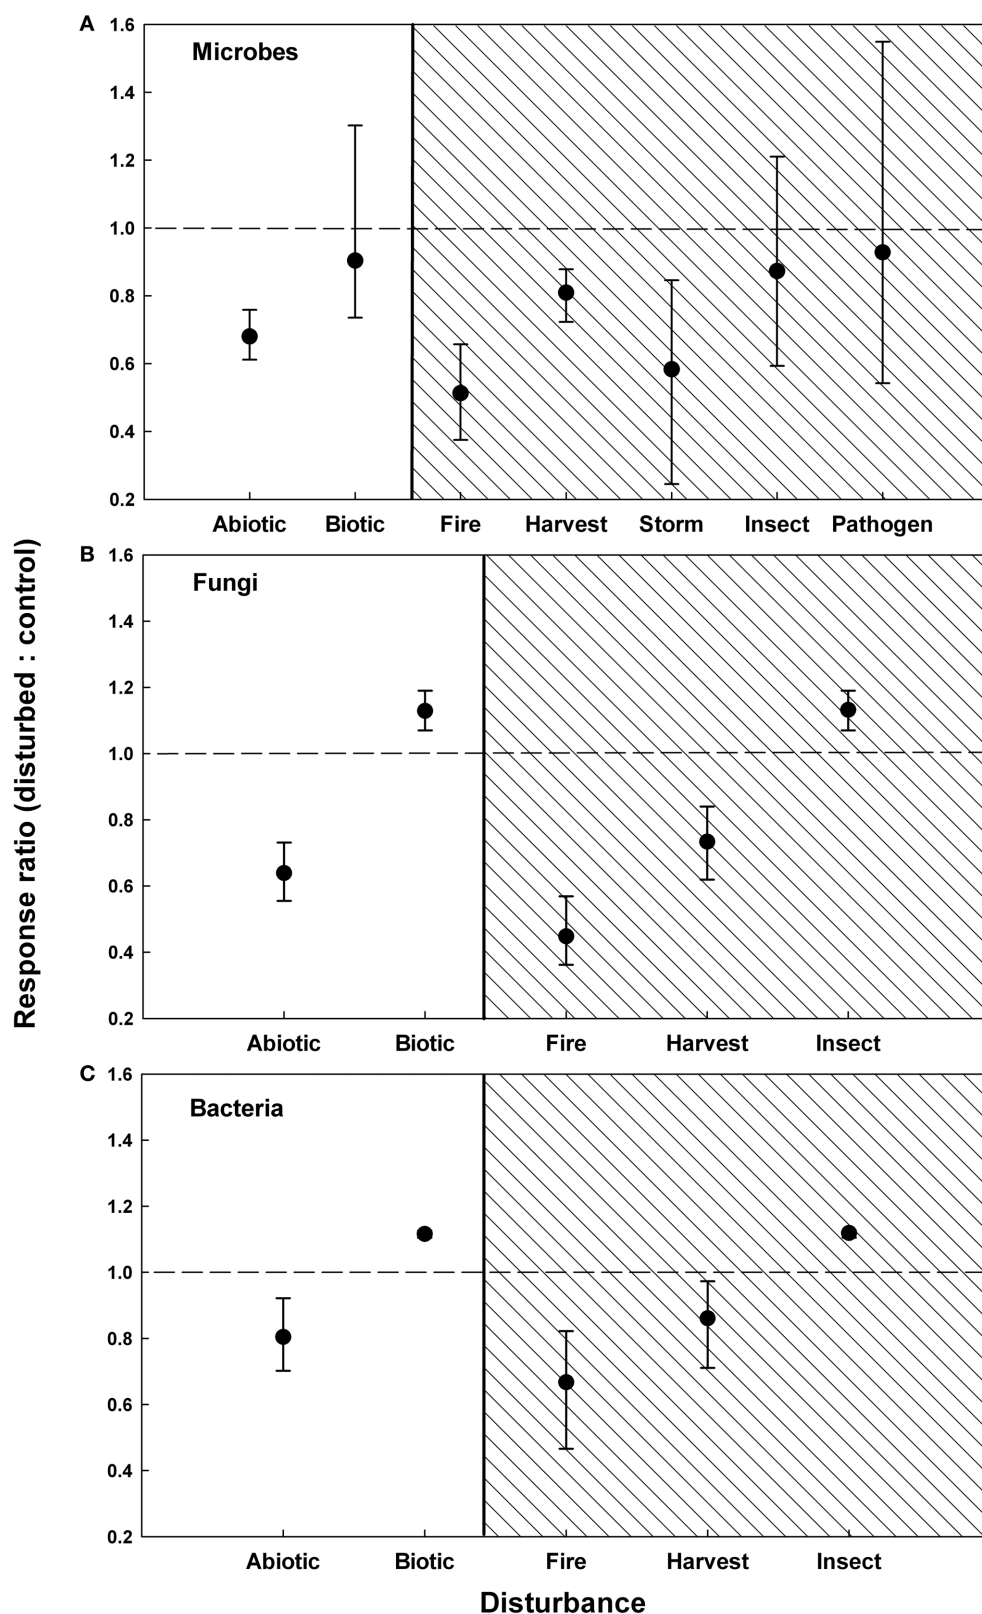 A
Microbes
1.6
1.4
1.2
1.0
0.8
0.6
0.4
0.2
Abiotic Biotic Fire Harvest Storm Insect Pathogen
Response ratio (disturbed : control)
B
Fungi
1.6
1.4
1.2
1.0
0.8
0.6
0.4
0.2
Abiotic Biotic Fire Harvest Insect
C
Bacteria
1.6
1.4
1.2
1.0
0.8
0.6
0.4
0.2
Abiotic Biotic Fire Harvest Insect
Disturbance